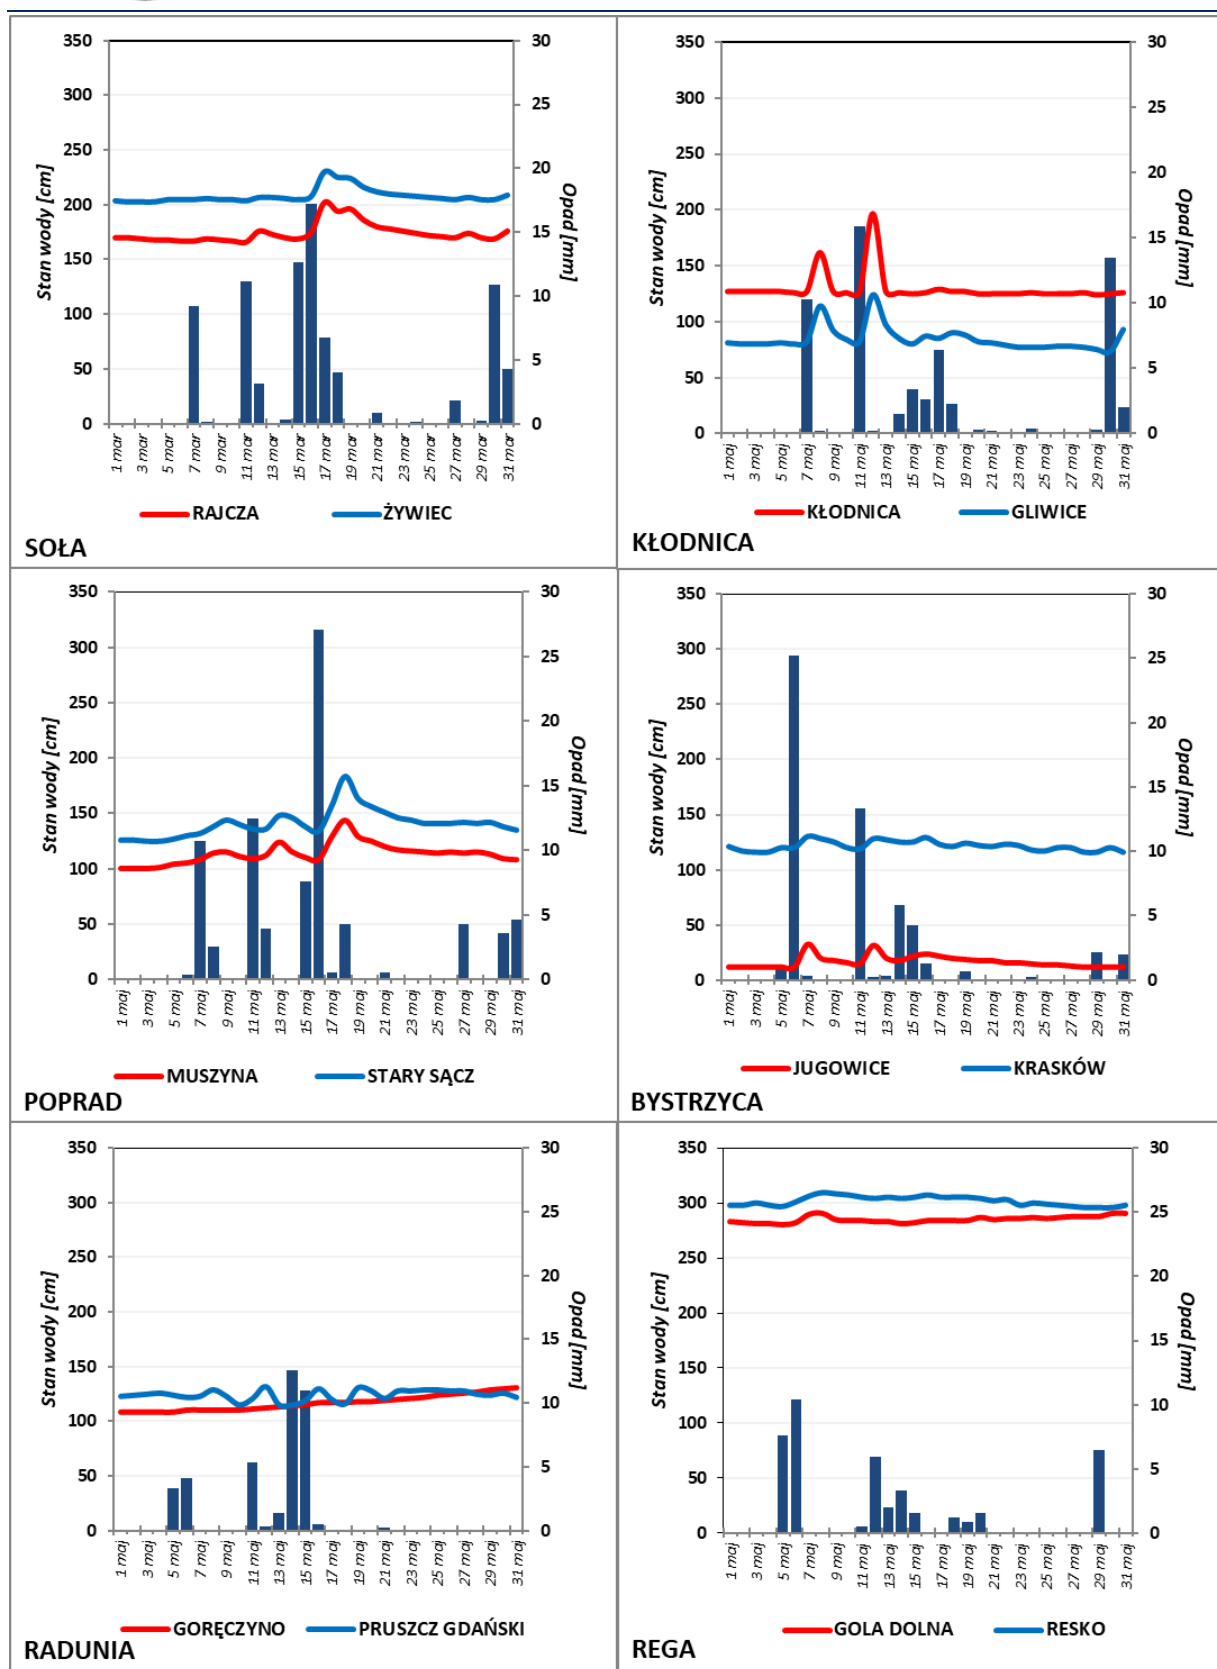 350
300
250
200
150
100
50
0
Stan wody [cm]
30
25
20
15
10
5
0
Opad [mm]
1 mar
3 mar
5 mar
7 mar
9 mar
11 mar
13 mar
15 mar
17 mar
19 mar
21 mar
23 mar
25 mar
27 mar
29 mar
31 mar
RAJCZA
ŻYWIEC
SOŁA
350
300
250
200
150
100
50
0
Stan wody [cm]
30
25
20
15
10
5
0
Opad [mm]
1 maj
3 maj
5 maj
7 maj
9 maj
11 maj
13 maj
15 maj
17 maj
19 maj
21 maj
23 maj
25 maj
27 maj
29 maj
31 maj
KŁODNICA
GLIWICE
KŁODNICA
350
300
250
200
150
100
50
0
Stan wody [cm]
30
25
20
15
10
5
0
Opad [mm]
1 maj
3 maj
5 maj
7 maj
9 maj
11 maj
13 maj
15 maj
17 maj
19 maj
21 maj
23 maj
25 maj
27 maj
29 maj
31 maj
MUSZYNA
STARY SĄCZ
POPRAD
350
300
250
200
150
100
50
0
Stan wody [cm]
30
25
20
15
10
5
0
Opad [mm]
1 maj
3 maj
5 maj
7 maj
9 maj
11 maj
13 maj
15 maj
17 maj
19 maj
21 maj
23 maj
25 maj
27 maj
29 maj
31 maj
JUGOWICE
KRASKÓW
BYSTRZYCA
350
300
250
200
150
100
50
0
Stan wody [cm]
30
25
20
15
10
5
0
Opad [mm]
1 maj
3 maj
5 maj
7 maj
9 maj
11 maj
13 maj
15 maj
17 maj
19 maj
21 maj
23 maj
25 maj
27 maj
29 maj
31 maj
GORĘCZYNO
PRUSZCZ GDAŃSKI
RADUNIA
350
300
250
200
150
100
50
0
Stan wody [cm]
30
25
20
15
10
5
0
Opad [mm]
1 maj
3 maj
5 maj
7 maj
9 maj
11 maj
13 maj
15 maj
17 maj
19 maj
21 maj
23 maj
25 maj
27 maj
29 maj
31 maj
GOLA DOLNA
RESKO
REGA